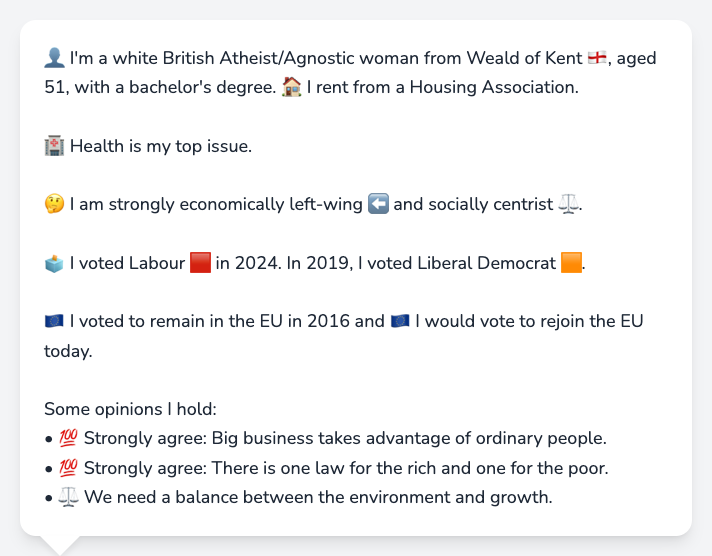 👤 I'm a white British Atheist/Agnostic woman from Weald of Kent 🏴󠁧󠁢󠁥󠁮󠁧󠁿, aged
51, with a bachelor's degree. 🏠 I rent from a Housing Association.
🏥 Health is my top issue.
🤔 I am strongly economically left-wing ⬅️ and socially centrist ⚖️.
🗳️ I voted Labour 🟥 in 2024. In 2019, I voted Liberal Democrat 🟧.
🇪🇺 I voted to remain in the EU in 2016 and 🇪🇺 I would vote to rejoin the EU
today.
Some opinions I hold:
• 💯 Strongly agree: Big business takes advantage of ordinary people.
• 💯 Strongly agree: There is one law for the rich and one for the poor.
• ⚖️ We need a balance between the environment and growth.